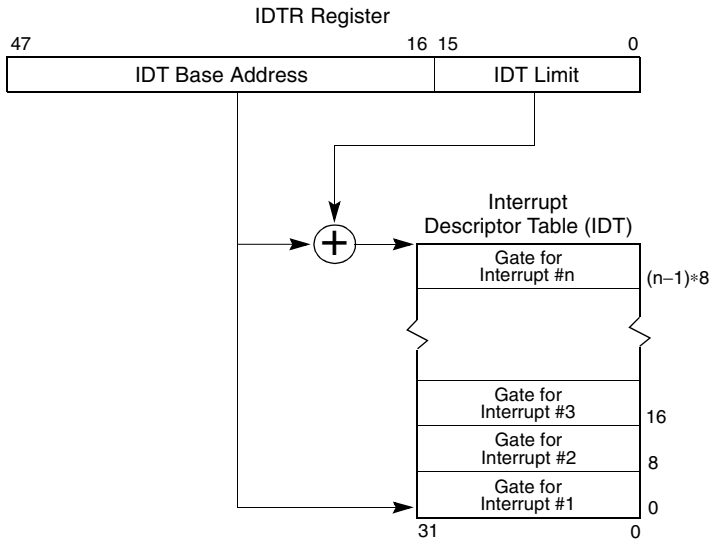 IDTR Register
47 16 15 0
IDT Base Address IDT Limit
+
Interrupt
Descriptor Table (IDT)
Gate for
Interrupt #n
(n−1)∗8
Gate for
Interrupt #3
16
Gate for
Interrupt #2
8
Gate for
Interrupt #1
0
31 0